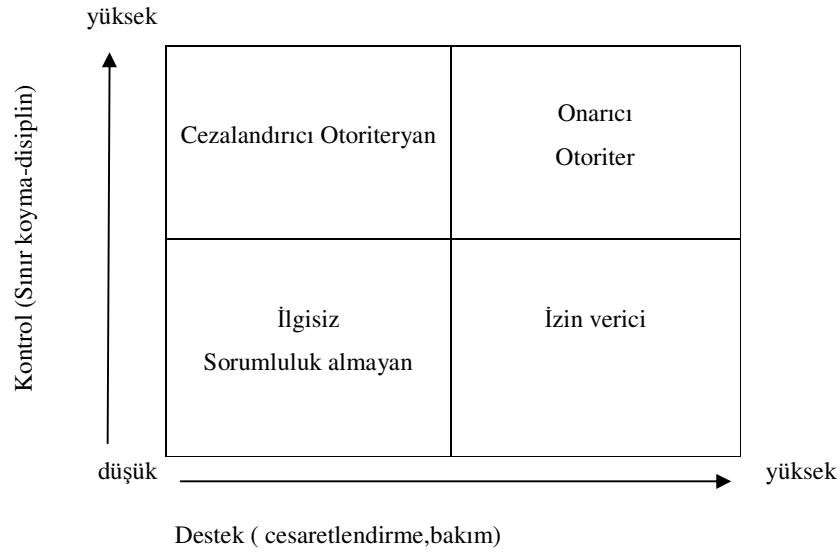 yüksek
Kontrol (Sınır koyma-disiplin)
Cezalandırıcı Otoriteryan
Onarıcı
Otoriter
İlgisiz
Sorumluluk almayan
İzin verici
düşük
yüksek
Destek ( cesaretlendirme,bakım)